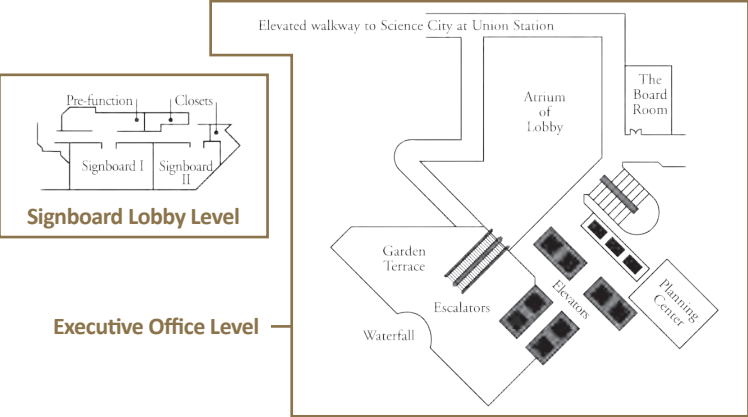 Elevated walkway to Science City at Union Station
The
Board
Room
Atrium
of
Lobby
Pre-function
Closets
Signboard I
Signboard
II
Signboard Lobby Level
Garden
Terrace
Escalators
Elevators
Planning
Center
Waterfall
Executive Office Level